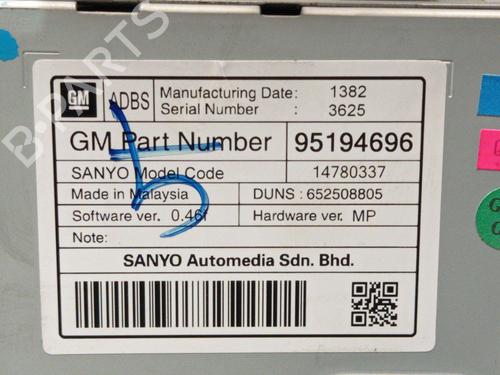 GM ADBS Manufacturing Date: 1382
Serial Number : 3625
GM Part Number 95194696
SANYO Model Code 14780337
Made in Malaysia DUNS : 652508805
Software ver. 0.46f Hardware ver. MP
Note:
SANYO Automedia Sdn. Bhd.
B-PARTS